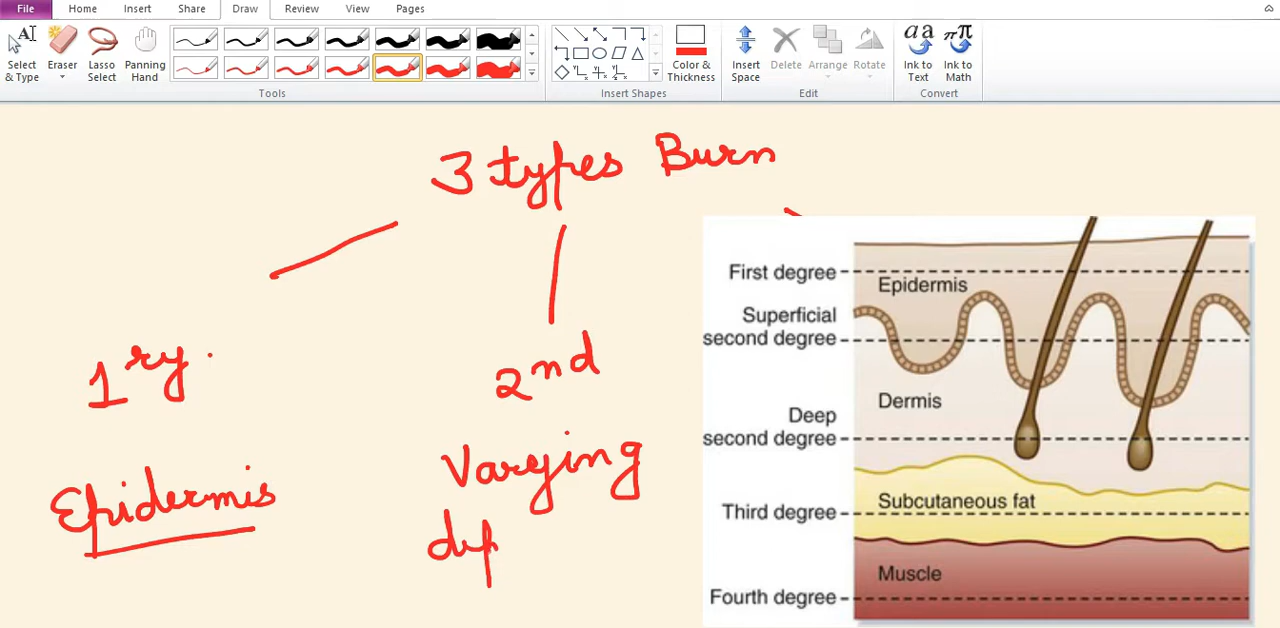 File Home Insert Share Draw Review View Pages
Select & Type
Eraser
Lasso Select
Panning Hand
Color & Thickness
Insert Space
Delete
Arrange
Rotate
Ink to Text
Ink to Math
Tools Insert Shapes Edit Convert
3 types Burn
1ry.
2nd
Epidermis
Varying
dep
First degree
Epidermis
Superficial
second degree
Dermis
Deep
second degree
Subcutaneous fat
Third degree
Muscle
Fourth degree